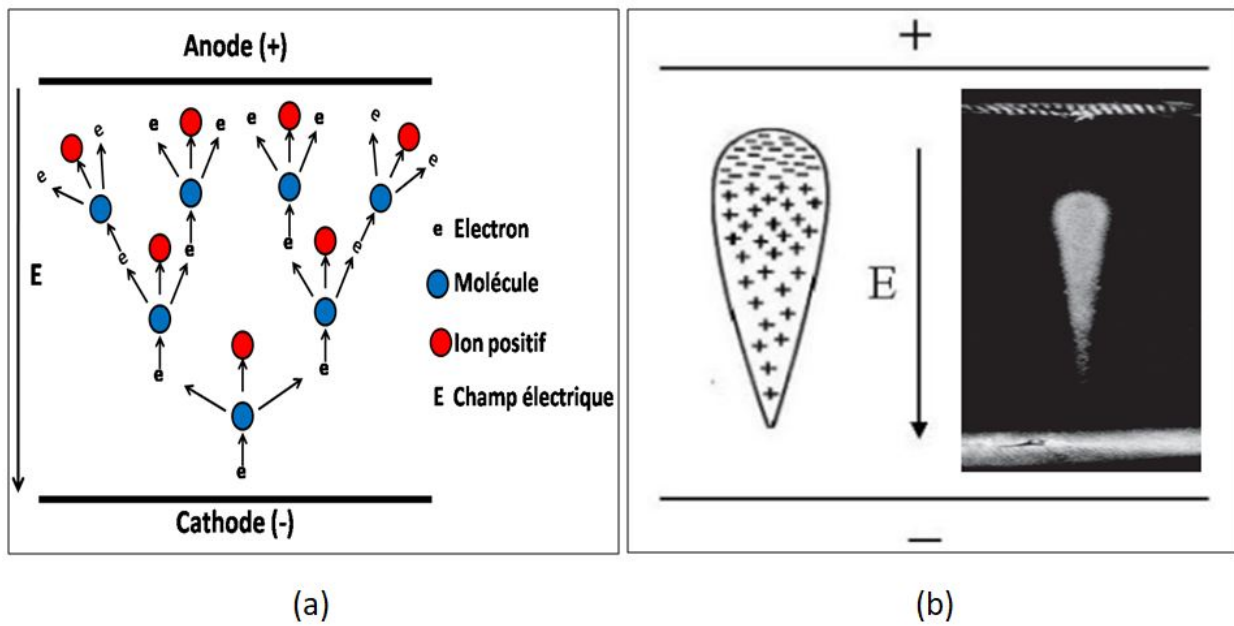 Anode (+)
e e e e e e
e e
e e
E
e e
e e
e
Cathode (-)
e Electron
Molécule
Ion positif
E Champ électrique
(a)
+
E
−
(b)